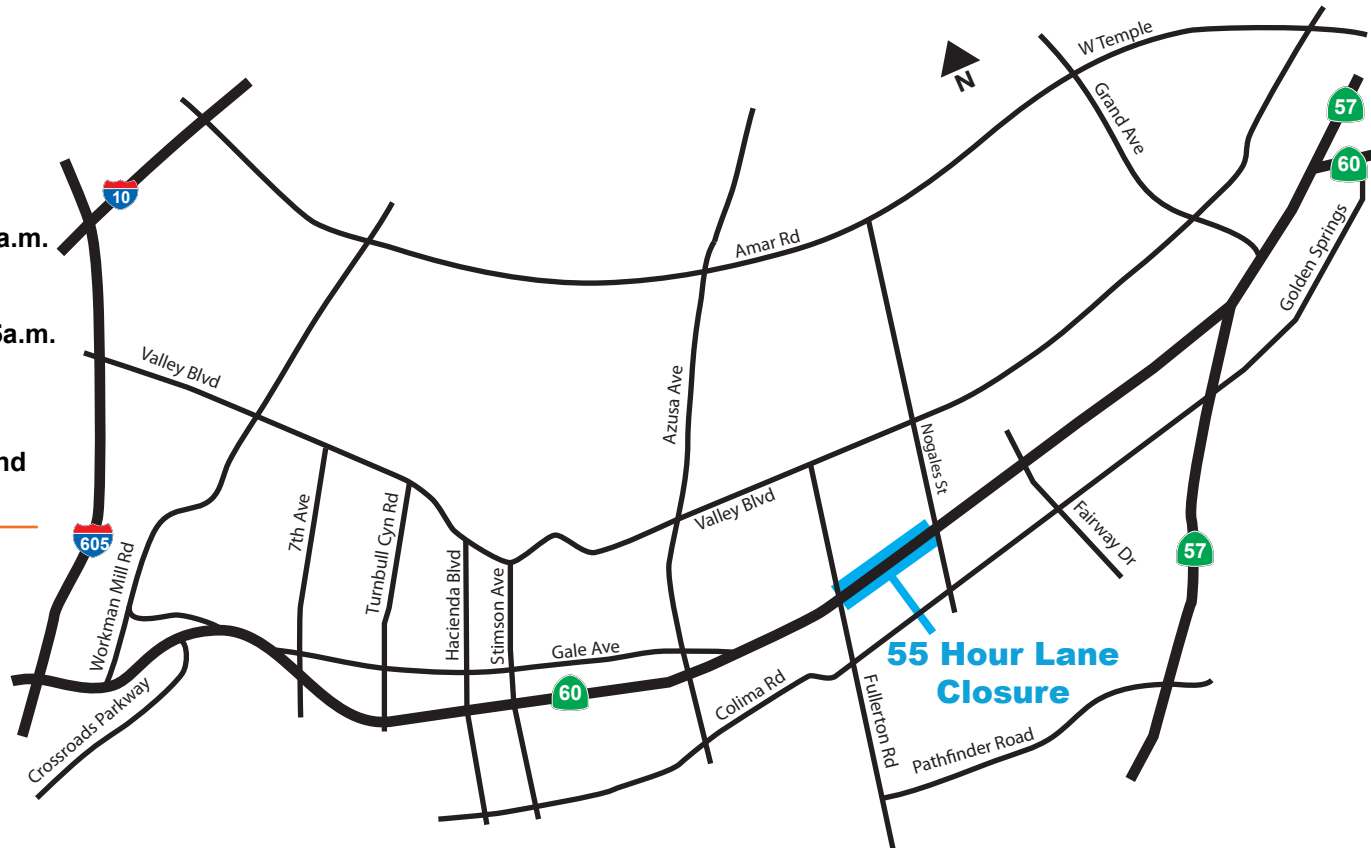 W Temple
N
Grand Ave
57
60
10
a.m.
Amar Rd
Golden Springs
5a.m.
Valley Blvd
Azusa Ave
nd
Nogales St
Valley Blvd
7th Ave
Turnbull Cyn Rd
Fairway Dr
605
Workman Mill Rd
Hacienda Blvd
Stimson Ave
57
Gale Ave
55 Hour Lane
Closure
60
Colima Rd
Fullerton Rd
Crossroads Parkway
Pathfinder Road